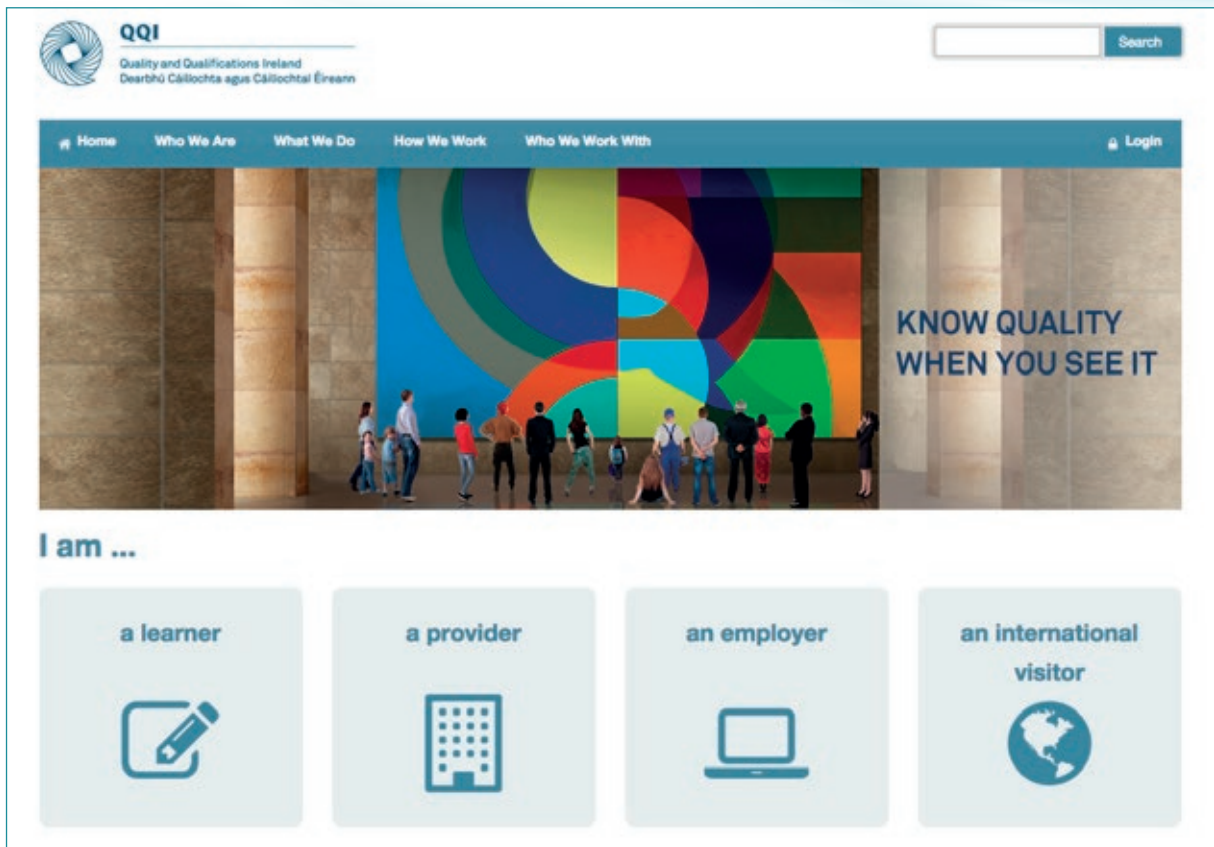 QQI
Quality and Qualifications Ireland
Dearbhú Cáilíochta agus Cáilíochtaí Éireann
Search
Home Who We Are What We Do How We Work Who We Work With Login
KNOW QUALITY
WHEN YOU SEE IT
I am ...
a learner
a provider
an employer
an international
visitor